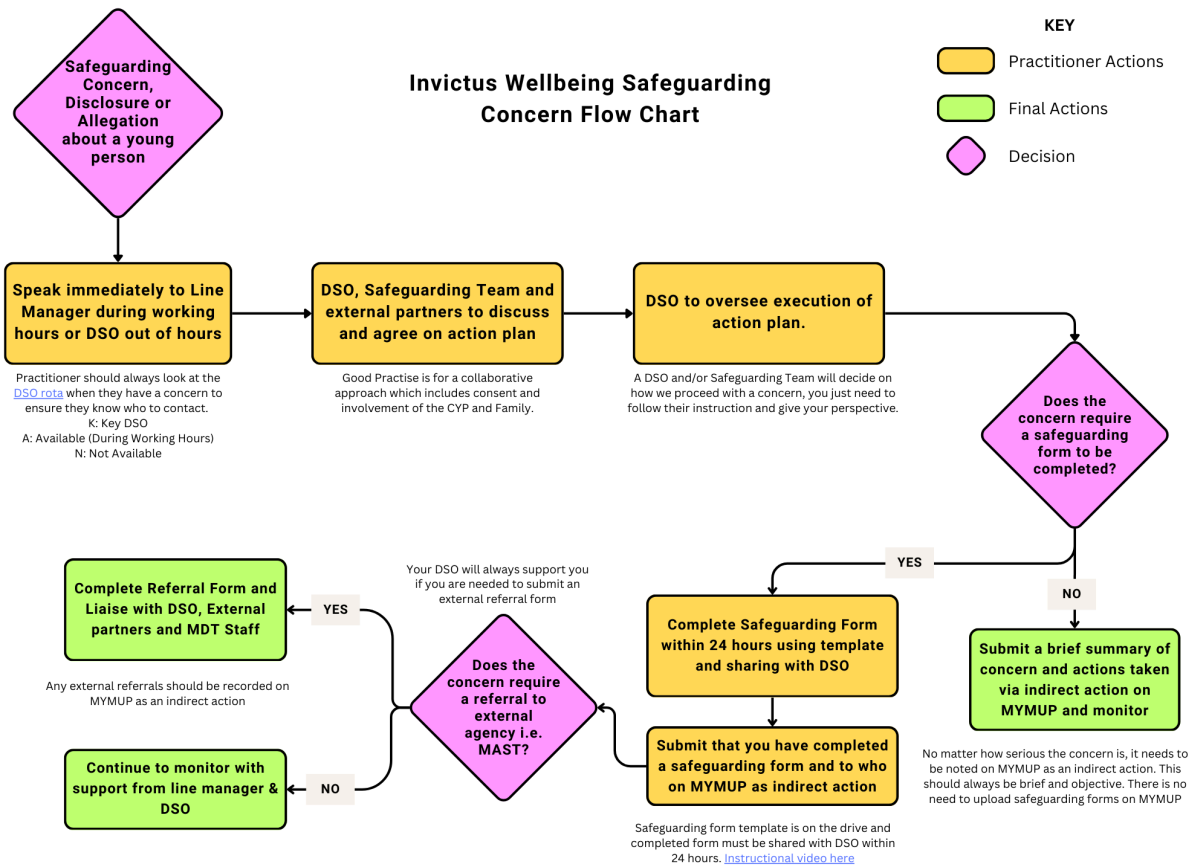 Invictus Wellbeing Safeguarding
Concern Flow Chart
KEY
Practitioner Actions
Final Actions
Decision
Safeguarding
Concern,
Disclosure or
Allegation
about a young
person
Speak immediately to Line
Manager during working
hours or DSO out of hours
Practitioner should always look at the
DSO rota when they have a concern to
ensure they know who to contact.
K: Key DSO
A: Available (During Working Hours)
N: Not Available
DSO, Safeguarding Team and
external partners to discuss
and agree on action plan
Good Practise is for a collaborative
approach which includes consent and
involvement of the CYP and Family.
DSO to oversee execution of
action plan.
A DSO and/or Safeguarding Team will decide on
how we proceed with a concern, you just need to
follow their instruction and give your perspective.
Does the
concern require
a safeguarding
form to be
completed?
YES
NO
Submit a brief summary of
concern and actions taken
via indirect action on
MYMUP and monitor
No matter how serious the concern is, it needs to
be noted on MYMUP as an indirect action. This
should always be brief and objective. There is no
need to upload safeguarding forms on MYMUP
Complete Safeguarding Form
within 24 hours using template
and sharing with DSO
Submit that you have completed
a safeguarding form and to who
on MYMUP as indirect action
Safeguarding form template is on the drive and
completed form must be shared with DSO within
24 hours. Instructional video here
Your DSO will always support you
if you are needed to submit an
external referral form
Does the
concern require
a referral to
external
agency i.e.
MAST?
YES
Complete Referral Form and
Liaise with DSO, External
partners and MDT Staff
Any external referrals should be recorded on
MYMUP as an indirect action
NO
Continue to monitor with
support from line manager &
DSO